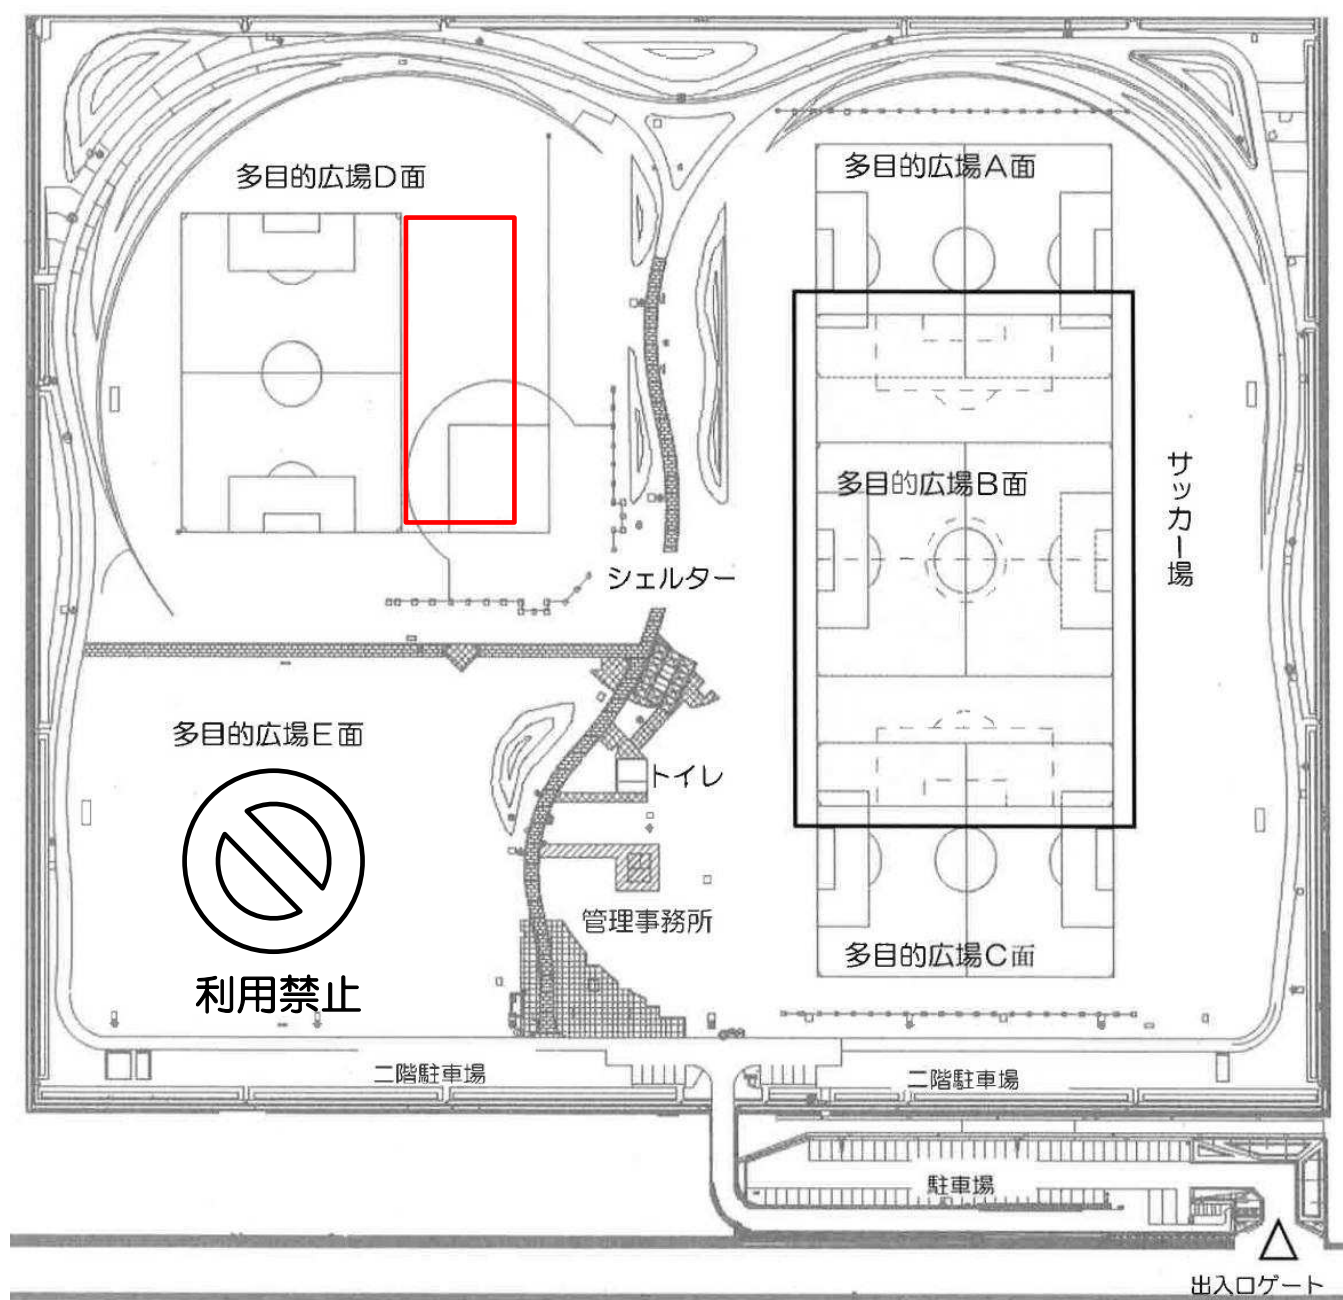 多目的広場D面
多目的広場A面
多目的広場B面
サッカー場
シェルター
多目的広場E面
トイレ
管理事務所
多目的広場C面
利用禁止
二階駐車場
二階駐車場
駐車場
出入口ゲート